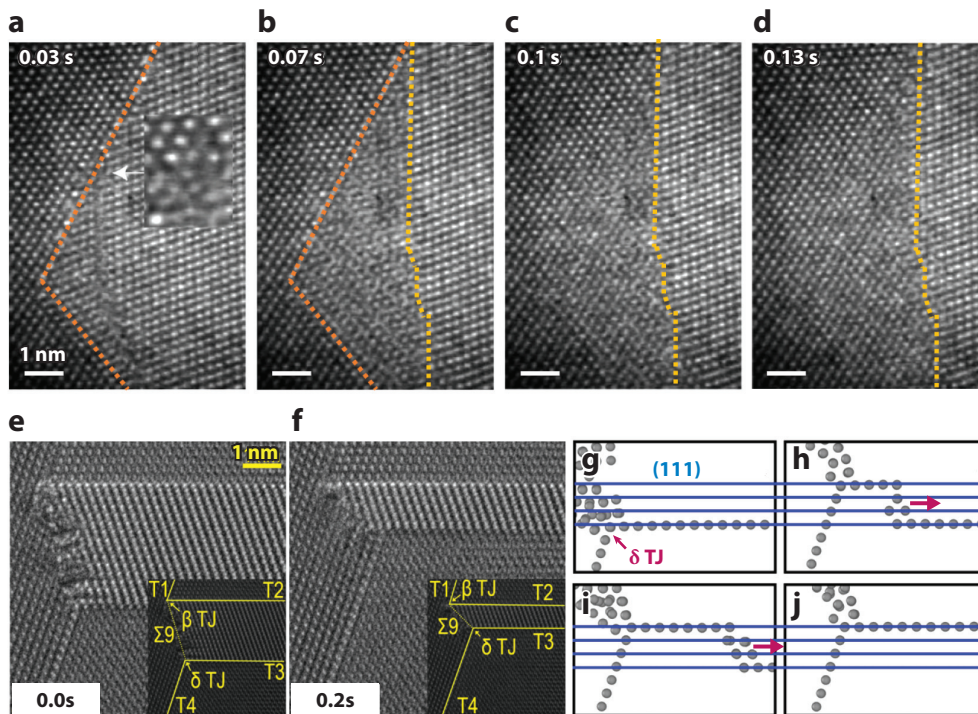 a
b
c
d
0.03 s
0.07 s
0.1 s
0.13 s
1 nm
e
f
g
h
1 nm
(111)
δ TJ
T1
T2
β TJ
Σ9
δ TJ
T3
T4
0.0s
T1
β TJ
T2
Σ9
T3
δ TJ
T4
0.2s
i
j